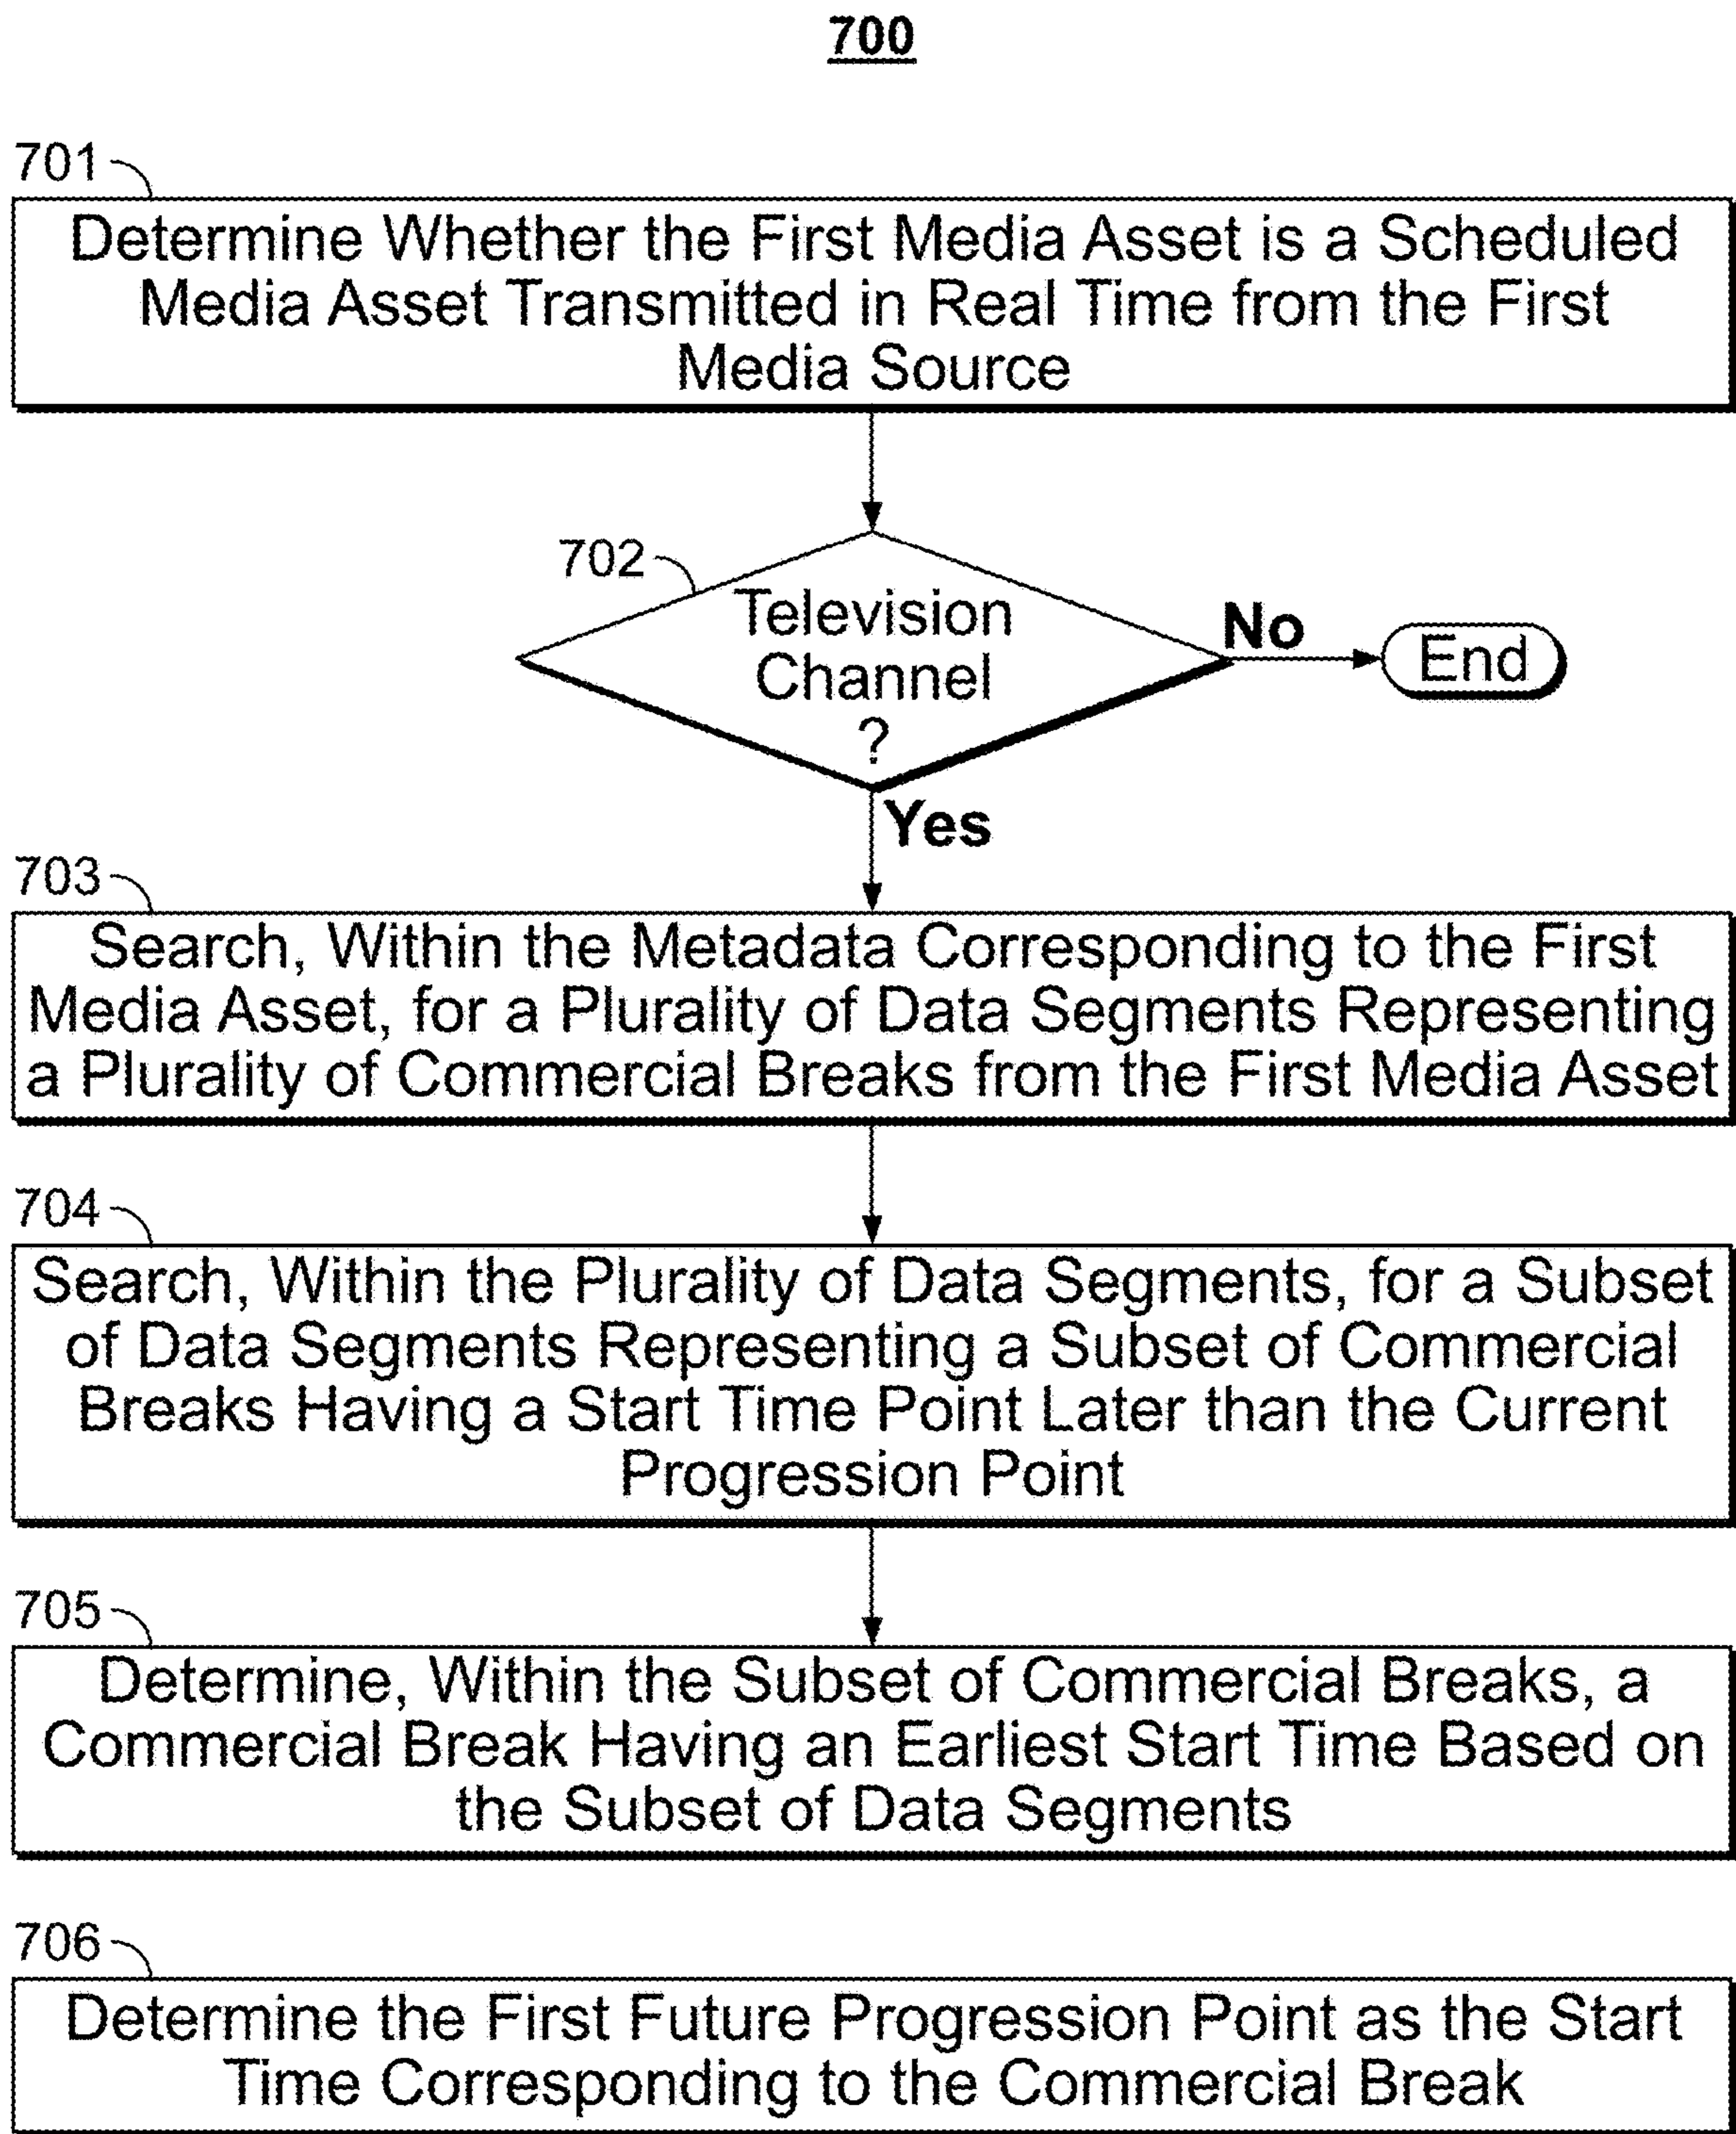 700
701
Determine Whether the First Media Asset is a Scheduled
Media Asset Transmitted in Real Time from the First
Media Source
702
Television
Channel
?
No
End
Yes
703
Search, Within the Metadata Corresponding to the First
Media Asset, for a Plurality of Data Segments Representing
a Plurality of Commercial Breaks from the First Media Asset
704
Search, Within the Plurality of Data Segments, for a Subset
of Data Segments Representing a Subset of Commercial
Breaks Having a Start Time Point Later than the Current
Progression Point
705
Determine, Within the Subset of Commercial Breaks, a
Commercial Break Having an Earliest Start Time Based on
the Subset of Data Segments
706
Determine the First Future Progression Point as the Start
Time Corresponding to the Commercial Break